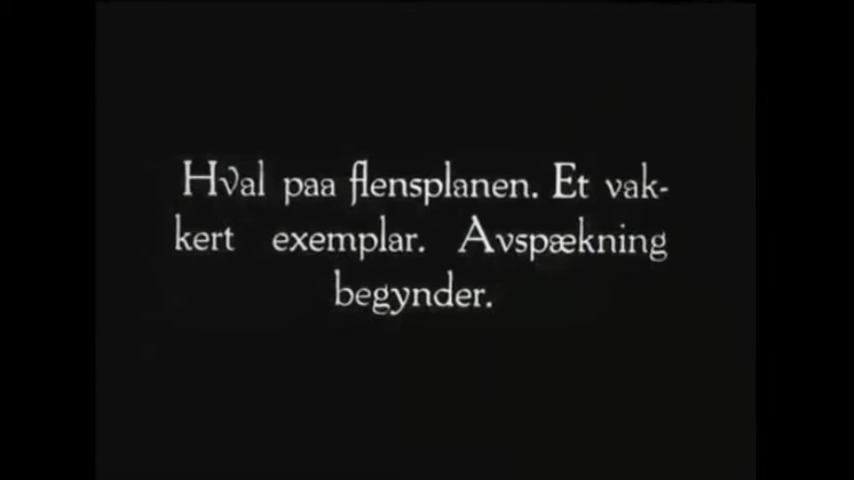 Hval paa flensplanen. Et vak-
kert exemplar. Avspækning
begynder.